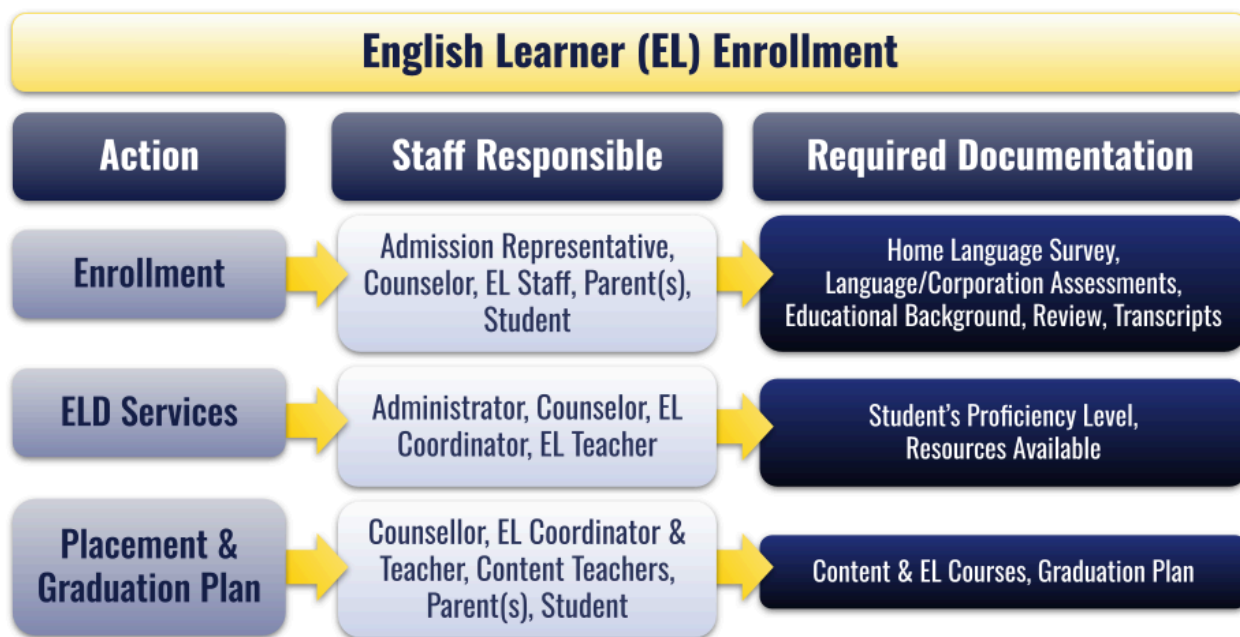 English Learner (EL) Enrollment
Action
Staff Responsible
Required Documentation
Enrollment
Admission Representative,
Counselor, EL Staff, Parent(s),
Student
Home Language Survey,
Language/Corporation Assessments,
Educational Background, Review, Transcripts
ELD Services
Administrator, Counselor, EL
Coordinator, EL Teacher
Student's Proficiency Level,
Resources Available
Placement &
Graduation Plan
Counsellor, EL Coordinator &
Teacher, Content Teachers,
Parent(s), Student
Content & EL Courses, Graduation Plan